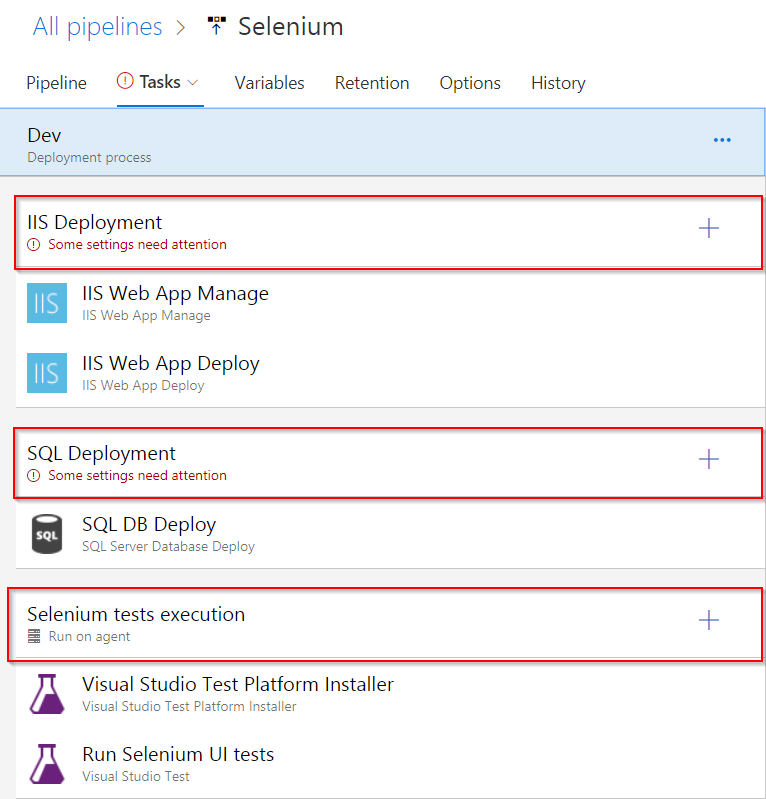 All pipelines > Selenium
Pipeline Tasks Variables Retention Options History
Dev
Deployment process
IIS Deployment
Some settings need attention
IIS IIS Web App Manage
IIS Web App Manage
IIS IIS Web App Deploy
IIS Web App Deploy
SQL Deployment
Some settings need attention
SQL SQL DB Deploy
SQL Server Database Deploy
Selenium tests execution
Run on agent
Visual Studio Test Platform Installer
Visual Studio Test Platform Installer
Run Selenium UI tests
Visual Studio Test